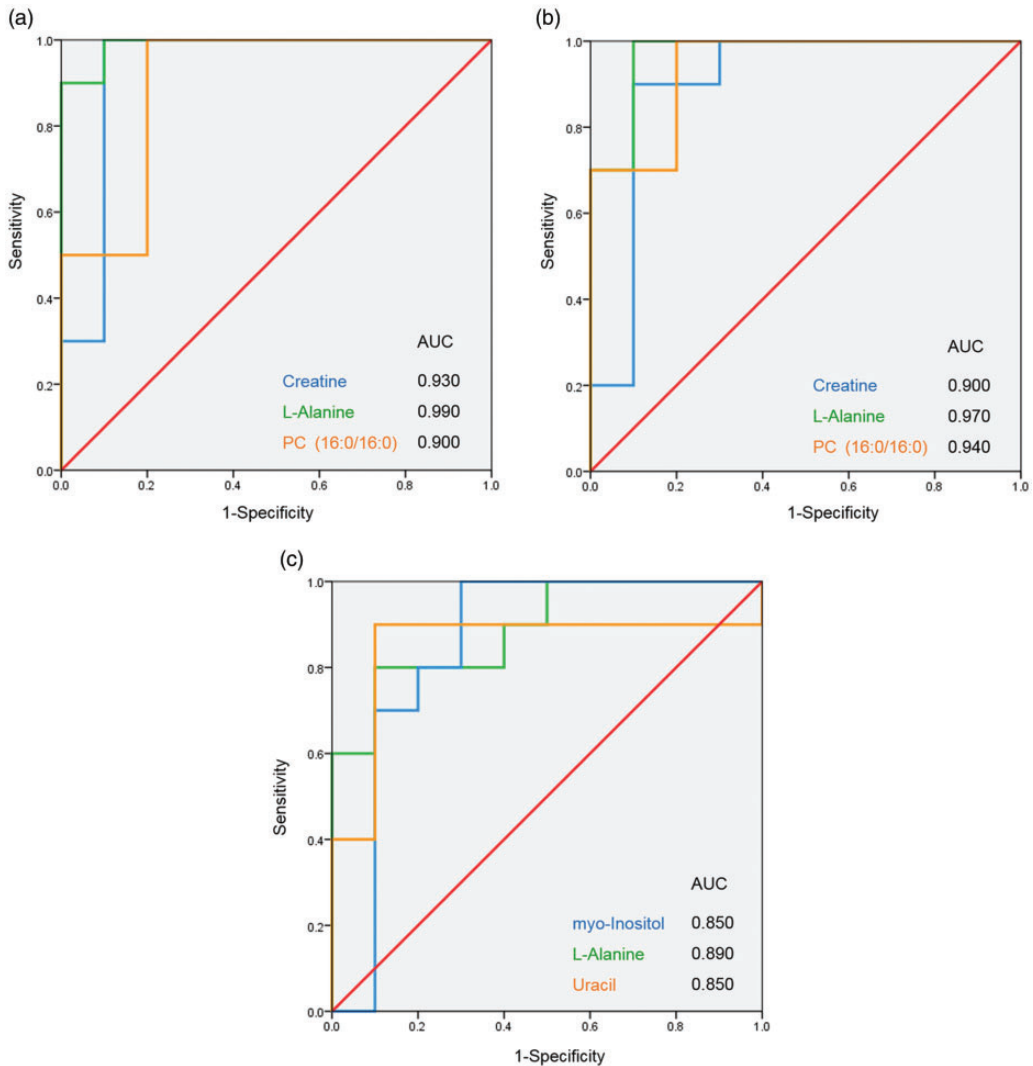 (a)
1.0
0.8
0.6
0.4
0.2
0.0
Sensitivity
AUC
Creatine 0.930
L-Alanine 0.990
PC (16:0/16:0) 0.900
0.0 0.2 0.4 0.6 0.8 1.0
1-Specificity
(b)
1.0
0.8
0.6
0.4
0.2
0.0
Sensitivity
AUC
Creatine 0.900
L-Alanine 0.970
PC (16:0/16:0) 0.940
0.0 0.2 0.4 0.6 0.8 1.0
1-Specificity
(c)
1.0
0.8
0.6
0.4
0.2
0.0
Sensitivity
AUC
myo-Inositol 0.850
L-Alanine 0.890
Uracil 0.850
0.0 0.2 0.4 0.6 0.8 1.0
1-Specificity